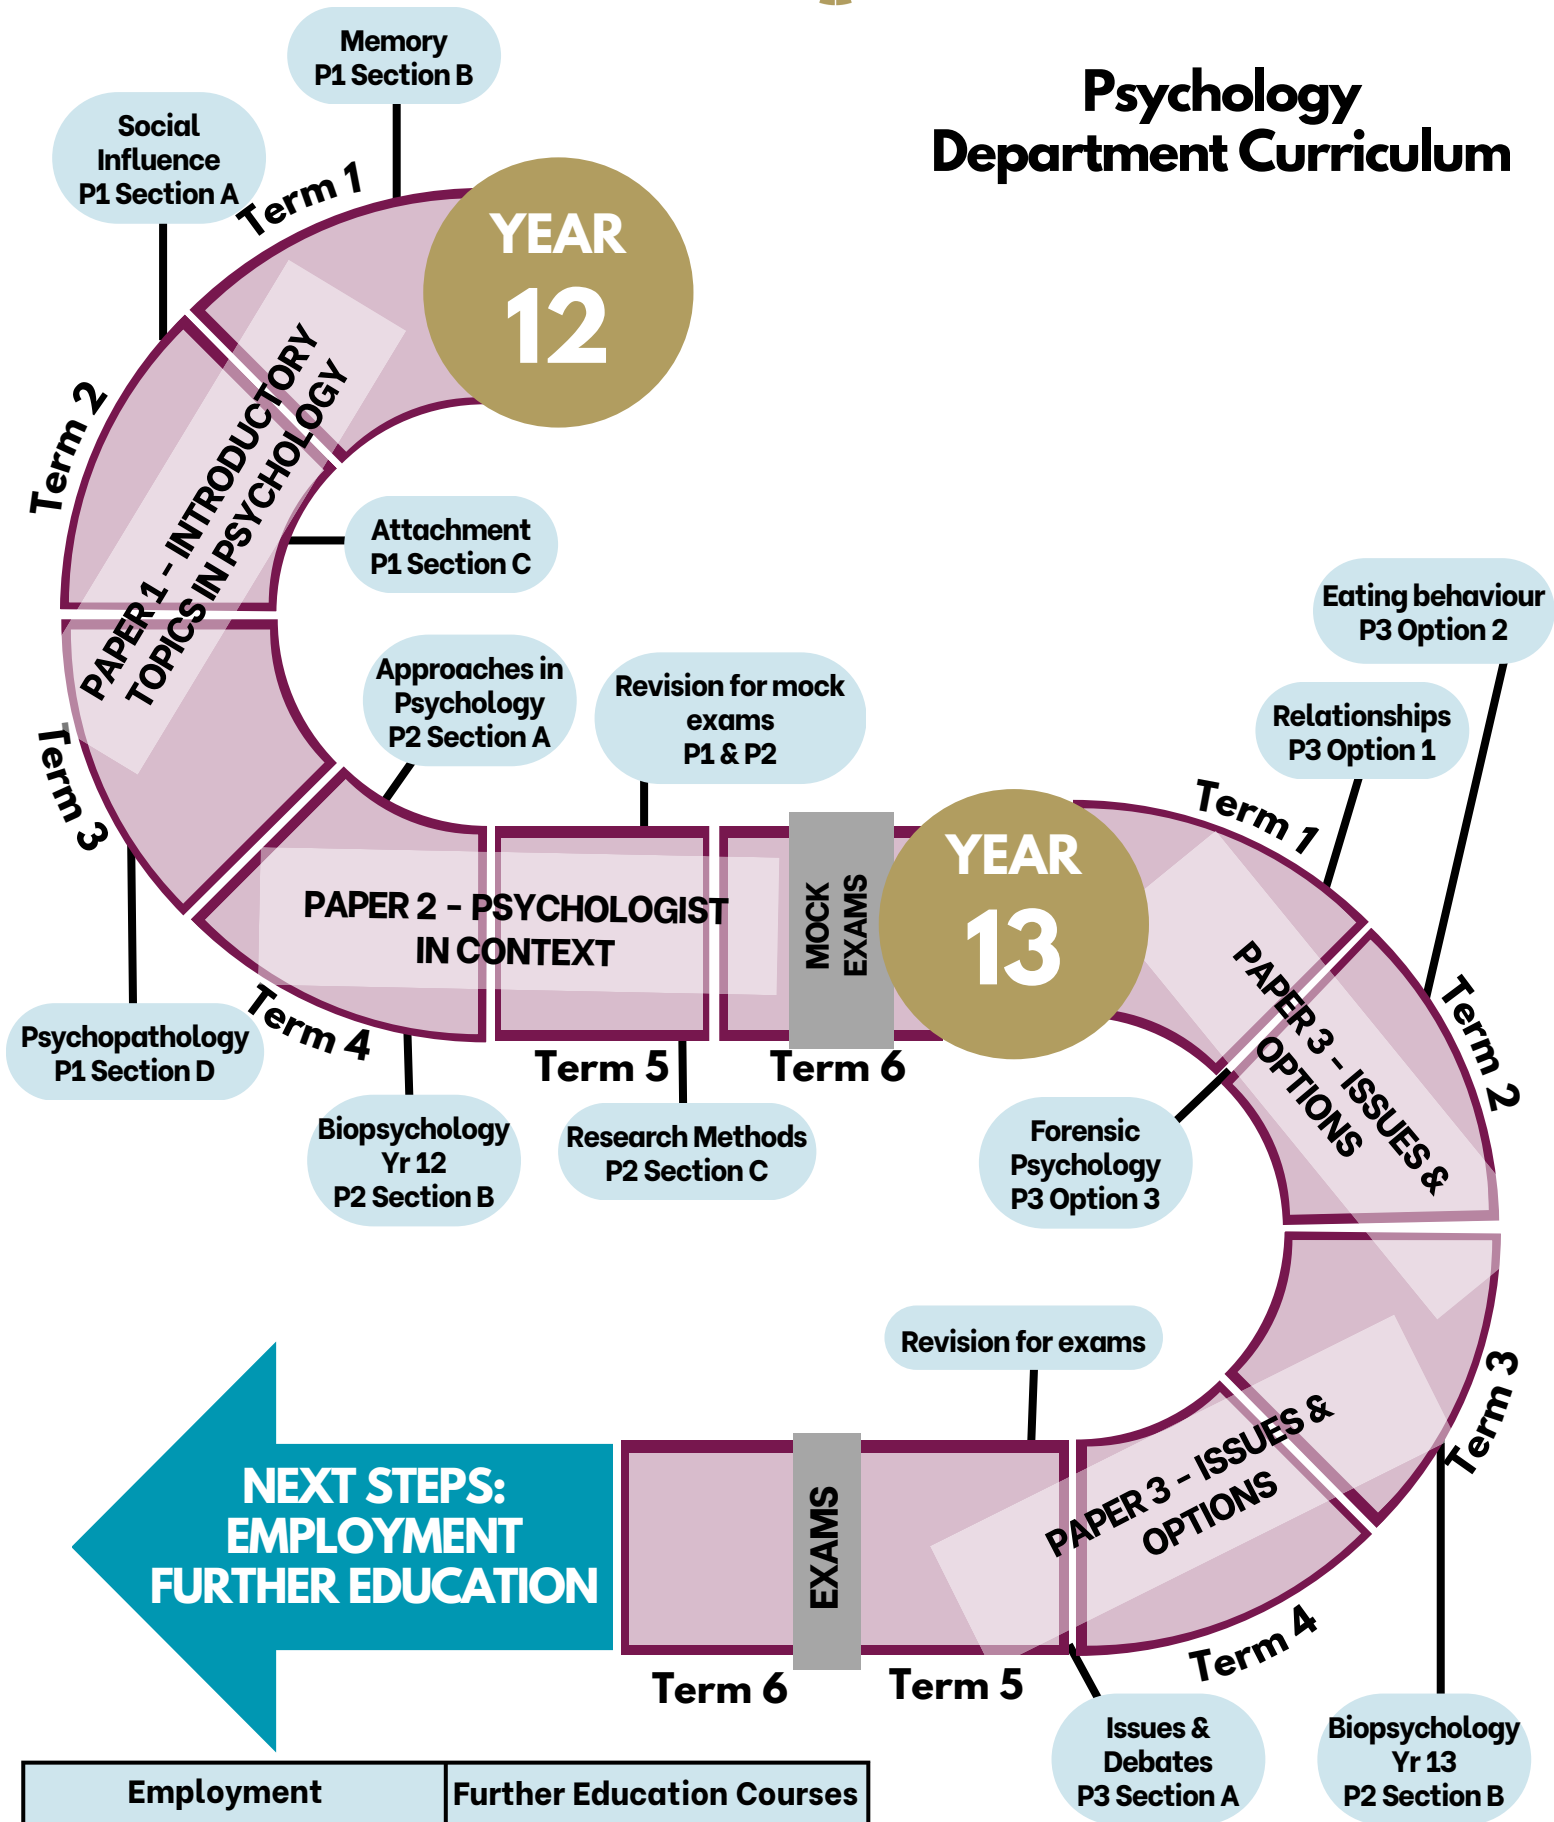 Psychology
Department Curriculum
Memory
P1 Section B
Social
Influence
P1 Section A
Term 1
YEAR
12
Term 2
PAPER 1 - INTRODUCTORY
TOPICS IN PSYCHOLOGY
Attachment
P1 Section C
Term 3
Approaches in
Psychology
P2 Section A
Revision for mock
exams
P1 & P2
Psychopathology
P1 Section D
Term 4
PAPER 2 - PSYCHOLOGIST
IN CONTEXT
Biopsychology
Yr 12
P2 Section B
Term 5
Research Methods
P2 Section C
Term 6
MOCK
EXAMS
YEAR
13
Term 1
Relationships
P3 Option 1
Eating behaviour
P3 Option 2
Term 2
PAPER 3 - ISSUES &
OPTIONS
Forensic
Psychology
P3 Option 3
Term 3
PAPER 3 - ISSUES &
OPTIONS
Biopsychology
Yr 13
P2 Section B
Term 4
Issues &
Debates
P3 Section A
Revision for exams
Term 5
EXAMS
Term 6
NEXT STEPS:
EMPLOYMENT
FURTHER EDUCATION
Employment
Further Education Courses